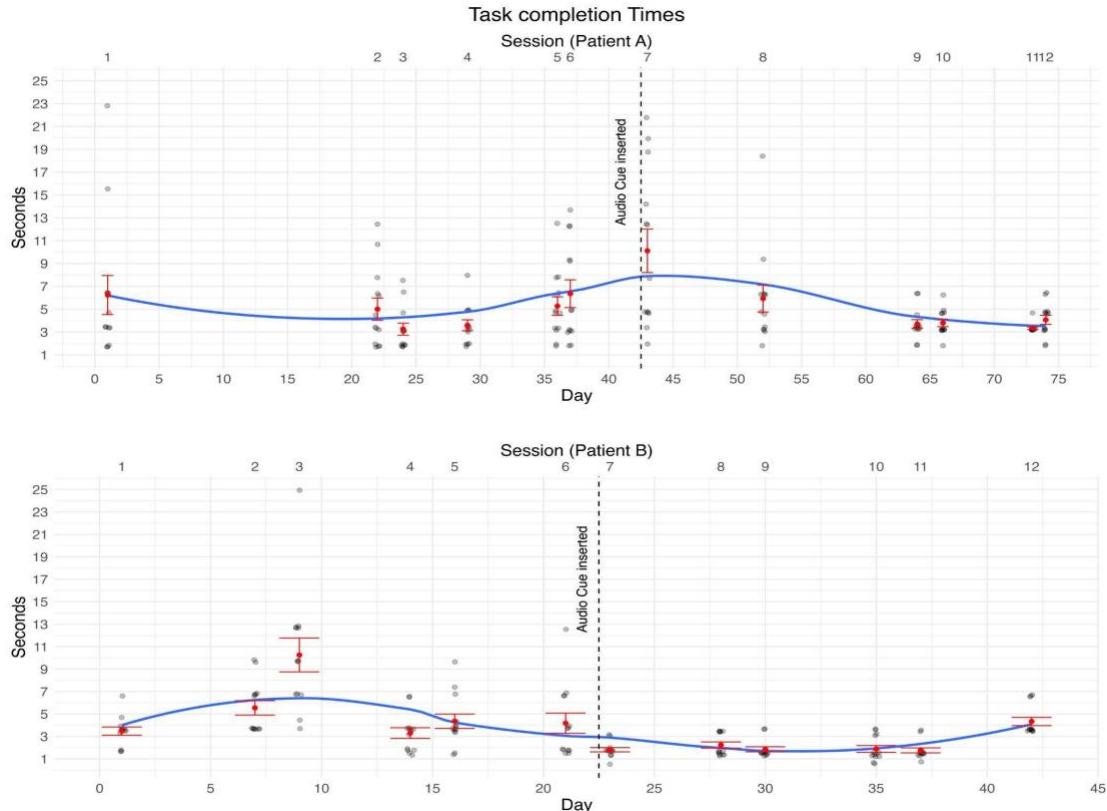 Task completion Times
Session (Patient A)
1 2 3 4 5 6 7 8 9 10 11 12
25
23
21
19
17
15
13
11
9
7
5
3
1
Seconds
Audio Cue inserted
0 5 10 15 20 25 30 35 40 45 50 55 60 65 70 75
Day
Session (Patient B)
1 2 3 4 5 6 7 8 9 10 11 12
25
23
21
19
17
15
13
11
9
7
5
3
1
Seconds
Audio Cue inserted
0 5 10 15 20 25 30 35 40 45
Day